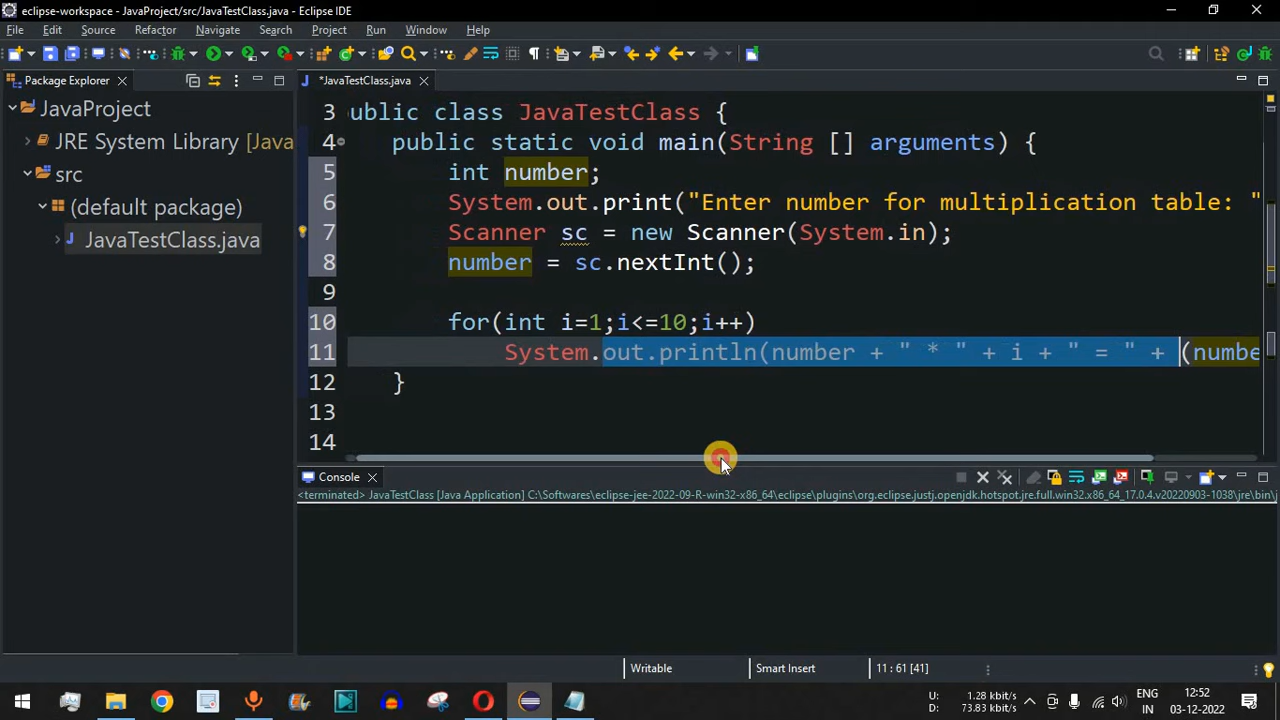 eclipse-workspace - JavaProject/src/JavaTestClass.java - Eclipse IDE
File Edit Source Refactor Navigate Search Project Run Window Help
Package Explorer
*JavaTestClass.java
JavaProject
JRE System Library [Java
src
(default package)
JavaTestClass.java
3 ublic class JavaTestClass {
4 public static void main(String [] arguments) {
5 int number;
6 System.out.print("Enter number for multiplication table: "
7 Scanner sc = new Scanner(System.in);
8 number = sc.nextInt();
9
10 for(int i=1;i<=10;i++)
11 System.out.println(number + " * " + i + " = " + (numbe
12 }
13
14
Console
<terminated> JavaTestClass [Java Application] C:\Softwares\eclipse-jee-2022-09-R-win32-x86_64\eclipse\plugins\org.eclipse.justj.openjdk.hotspot.jre.full.win32.x86_64_17.0.4.v20220903-1038\jre\bin\j
Writable Smart Insert 11 : 61 [41]
U: 1.28 kbit/s
D: 73.83 kbit/s
ENG
IN
12:52
03-12-2022